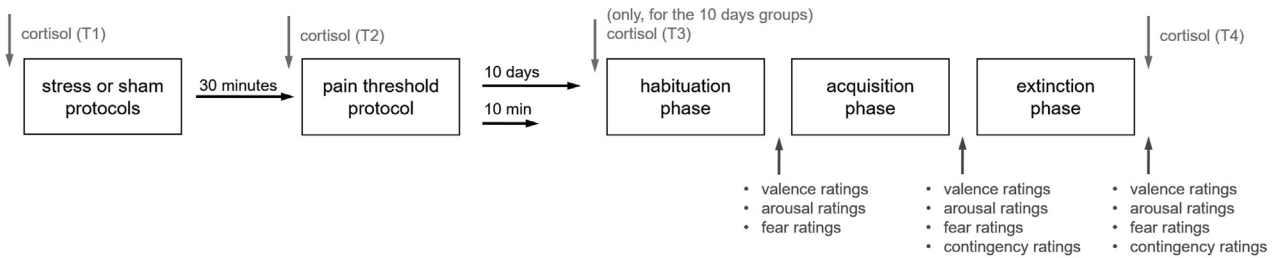 (only, for the 10 days groups)
cortisol (T1)
cortisol (T2)
cortisol (T3)
cortisol (T4)
stress or sham
protocols
30 minutes
pain threshold
protocol
10 days
10 min
habituation
phase
acquisition
phase
extinction
phase
• valence ratings
• arousal ratings
• fear ratings
• valence ratings
• arousal ratings
• fear ratings
• contingency ratings
• valence ratings
• arousal ratings
• fear ratings
• contingency ratings